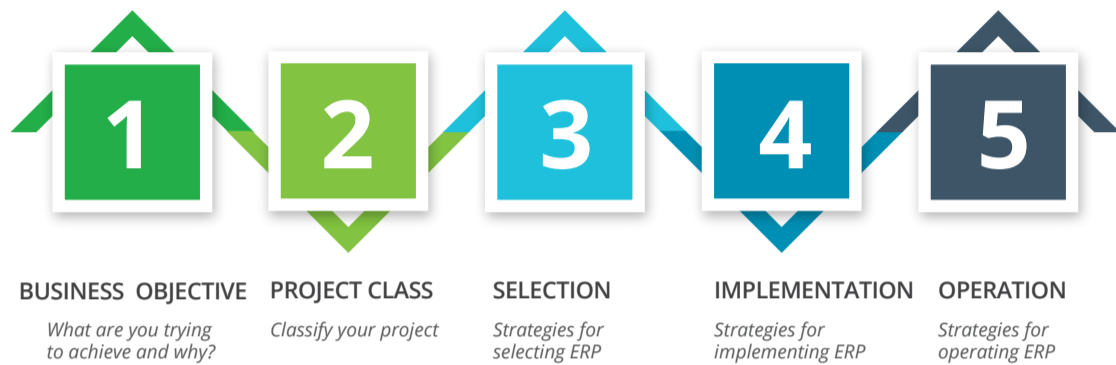 1
2
3
4
5
BUSINESS OBJECTIVE
What are you trying
to achieve and why?
PROJECT CLASS
Classify your project
SELECTION
Strategies for
selecting ERP
IMPLEMENTATION
Strategies for
implementing ERP
OPERATION
Strategies for
operating ERP